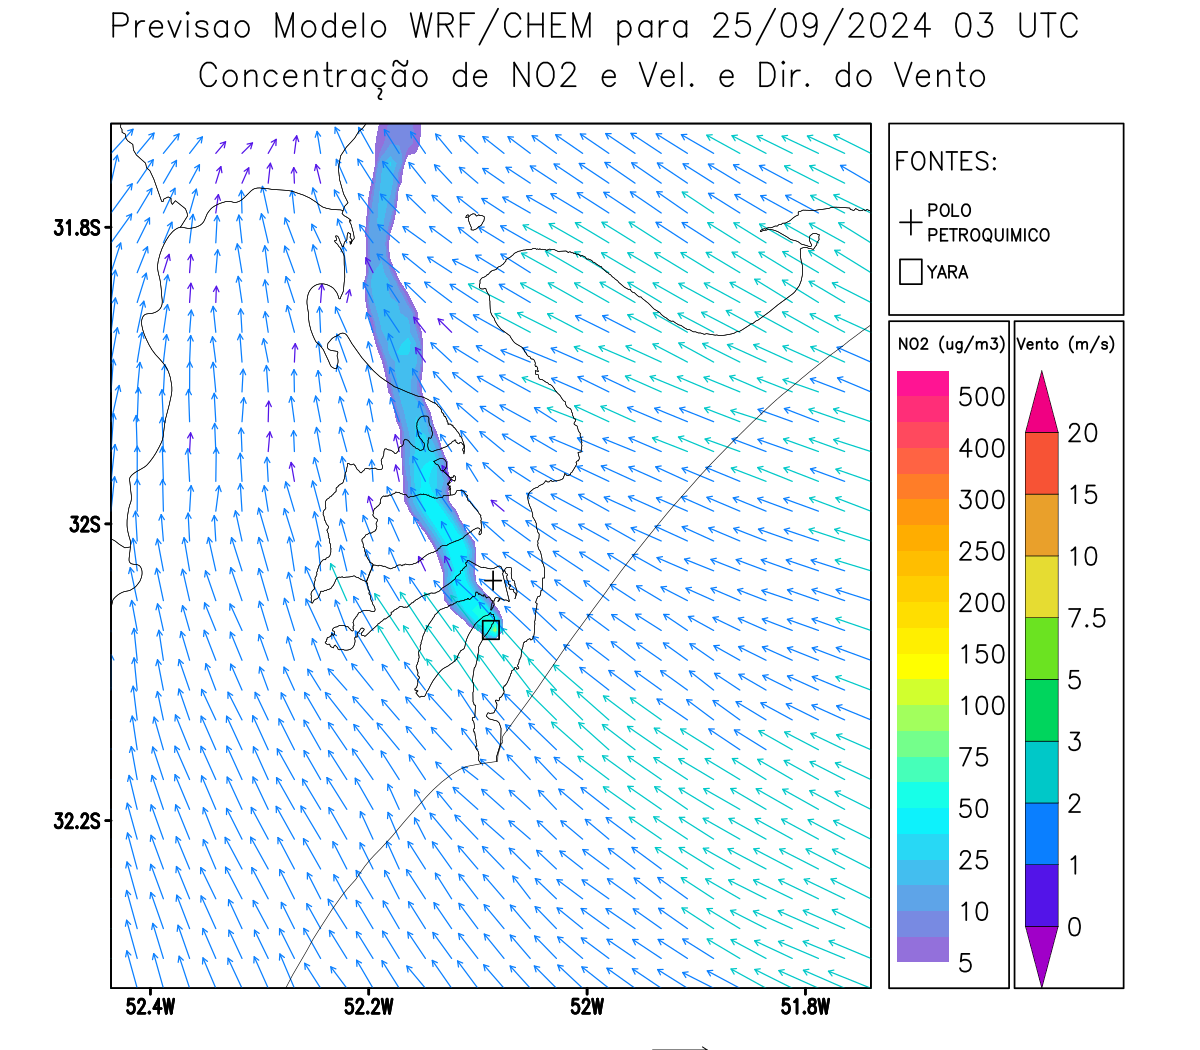 Previsao Modelo WRF/CHEM para 25/09/2024 03 UTC
Concentração de NO2 e Vel. e Dir. do Vento
FONTES:
POLO
PETROQUIMICO
YARA
31.8S
32S
32.2S
52.4W
52.2W
52W
51.8W
NO2 (ug/m3)
500
400
300
250
200
150
100
75
50
25
10
5
Vento (m/s)
20
15
10
7.5
5
3
2
1
0